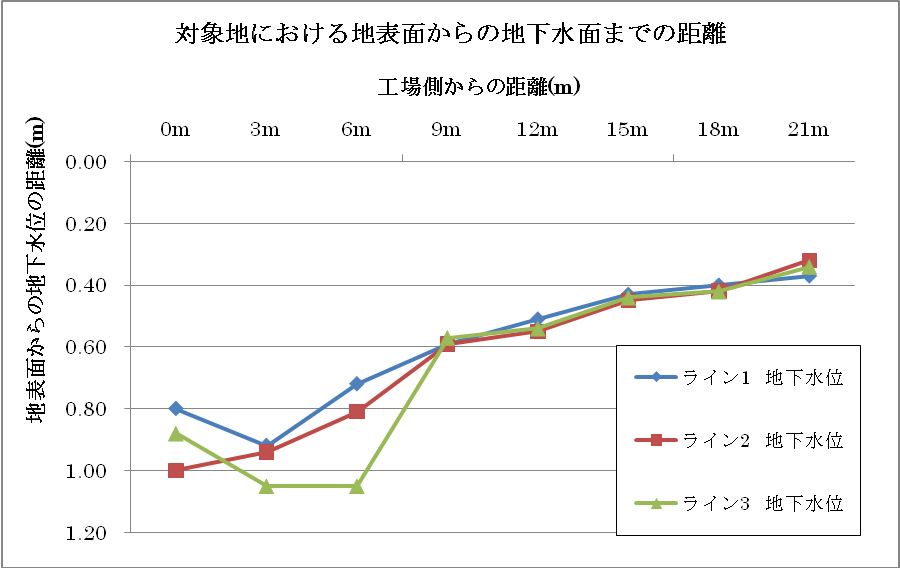 対象地における地表面からの地下水面までの距離
工場側からの距離(m)
0m 3m 6m 9m 12m 15m 18m 21m
地表面からの地下水位の距離(m)
0.00
0.20
0.40
0.60
0.80
1.00
1.20
ライン1 地下水位
ライン2 地下水位
ライン3 地下水位